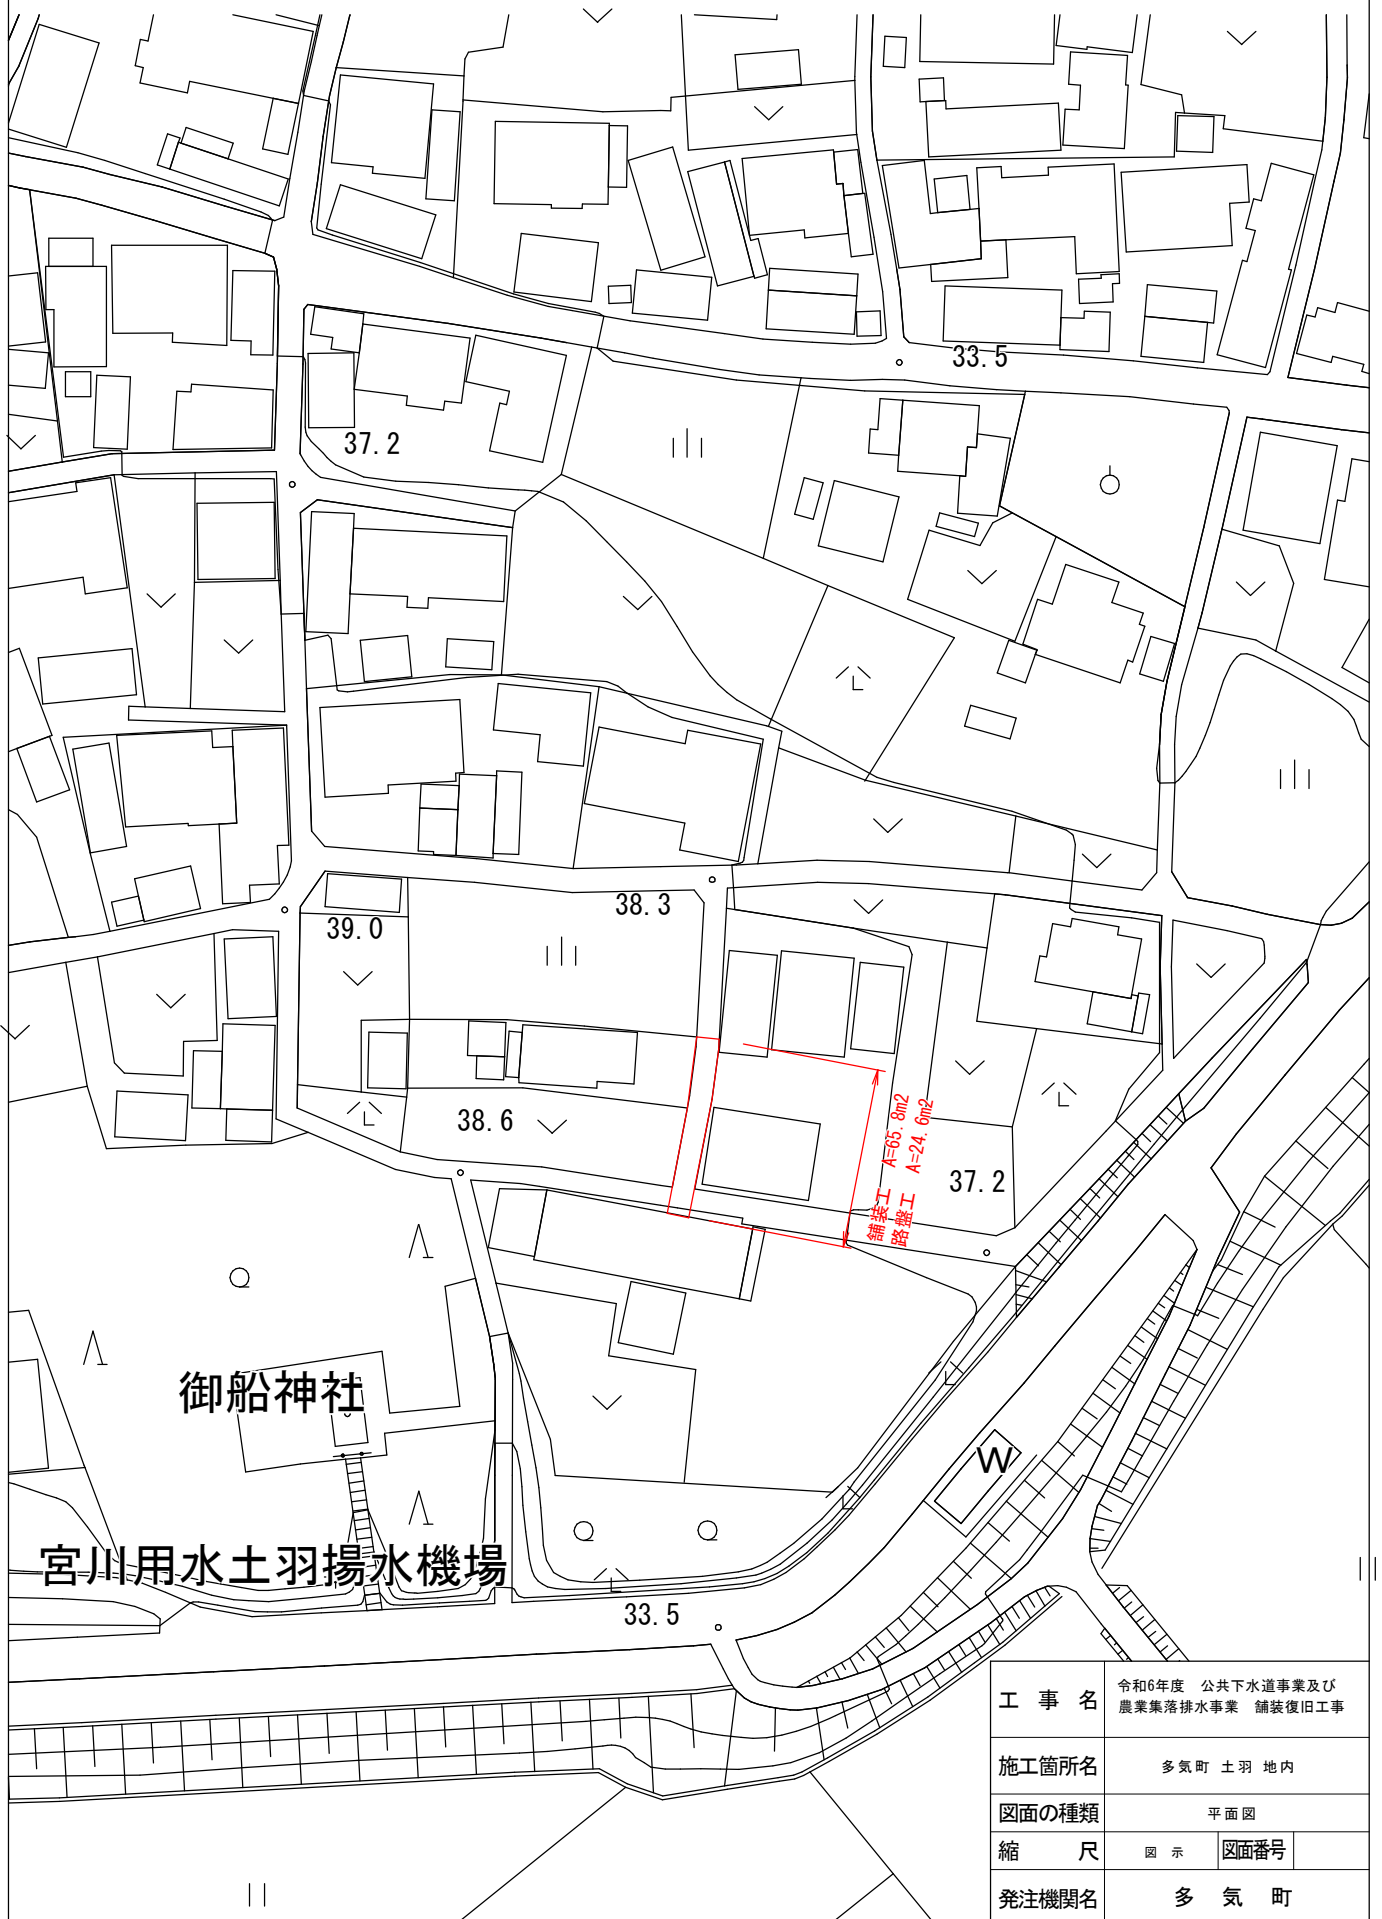 33.5
37.2
38.3
39.0
38.6
舗装工 A=65.8m2
路盤工 A=24.6m2
37.2
御船神社
W
宮川用水土羽揚水機場
33.5
工事名 令和6年度 公共下水道事業及び
農業集落排水事業 舗装復旧工事
施工箇所名 多気町 土羽 地内
図面の種類 平面図
縮尺 図示 図面番号
発注機関名 多気町